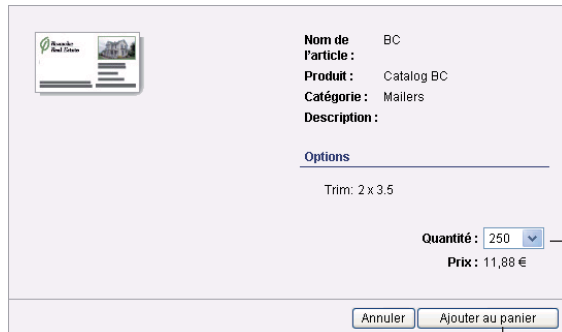 Nom de l'article : BC
Produit : Catalog BC
Catégorie : Mailers
Description :
Options
Trim: 2 x 3.5
Quantité : 250
Prix : 11,88 €
Annuler Ajouter au panier